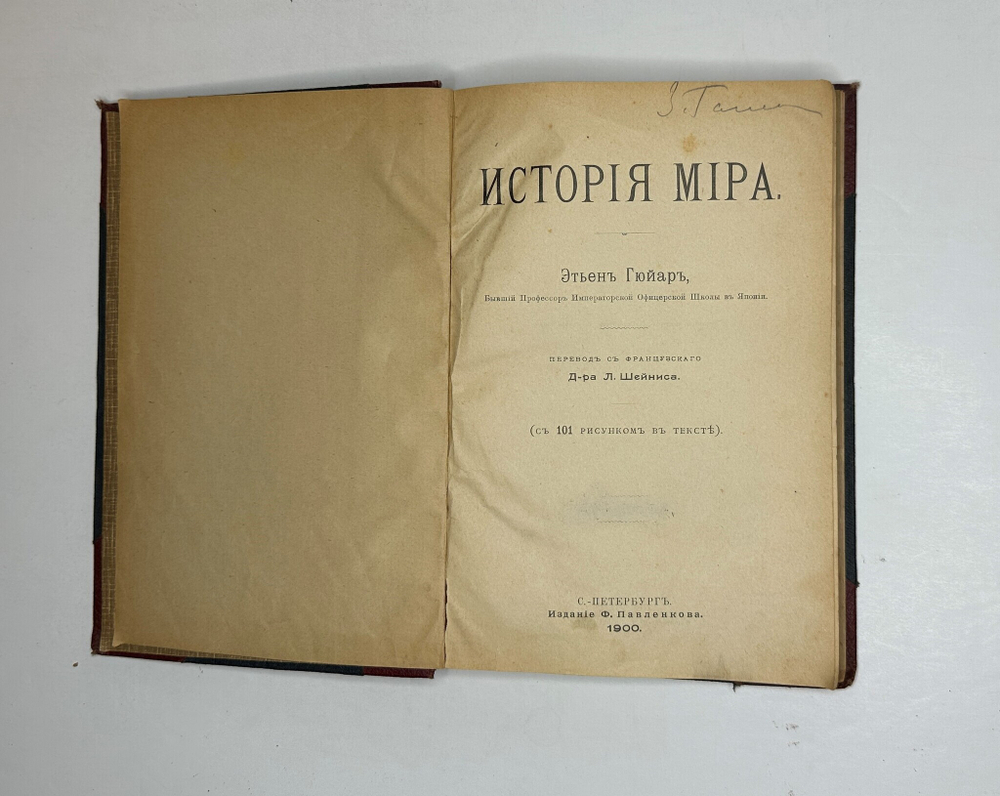 ИСТОРІЯ МІРА.
Этьенъ Гюйаръ,
Бывшій Профессоръ Императорской Офицерской Школы въ Японіи.
ПЕРЕВОДЪ СЪ ФРАНЦУЗСКАГО
Д-ра Л. Шейниса.
(СЪ 101 РИСУНКОМЪ ВЪ ТЕКСТѢ).
С.-ПЕТЕРБУРГЪ.
Изданіе Ф. Павленкова.
1900.